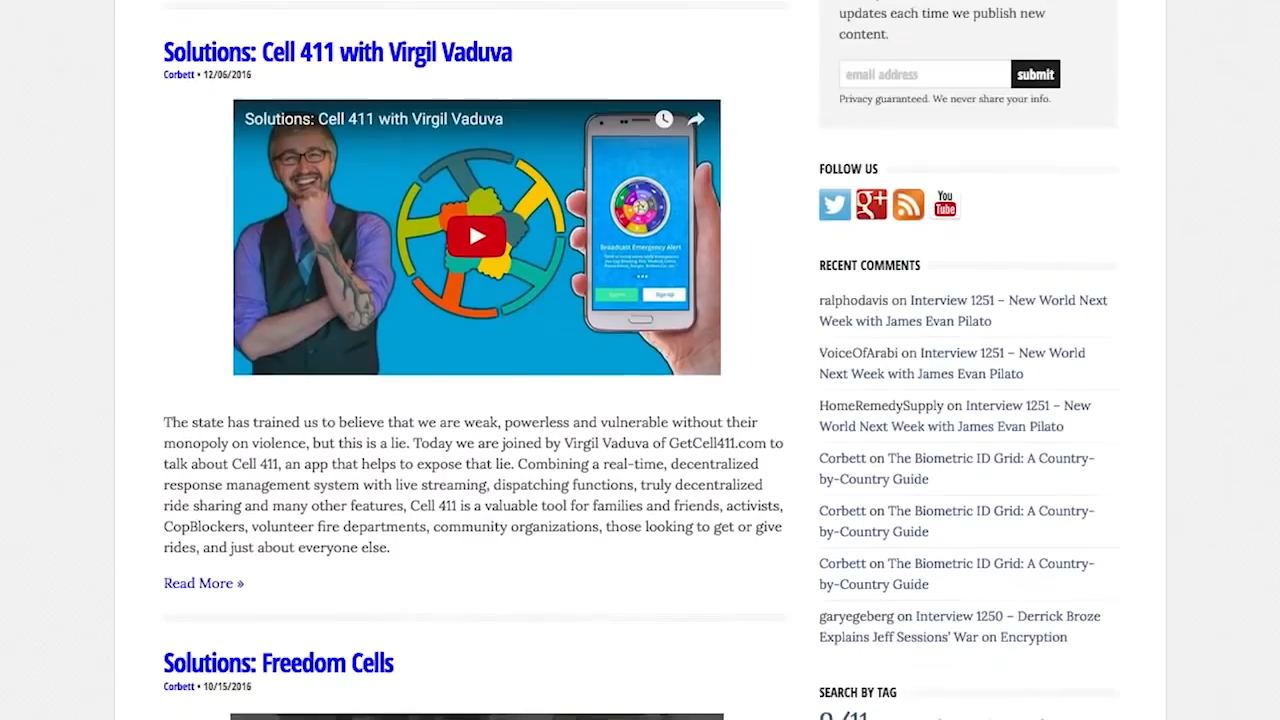 Solutions: Cell 411 with Virgil Vaduva
Corbett • 12/06/2016
Solutions: Cell 411 with Virgil Vaduva
Broadcast Emergency Alert
Sign Up
The state has trained us to believe that we are weak, powerless and vulnerable without their
monopoly on violence, but this is a lie. Today we are joined by Virgil Vaduva of GetCell411.com to
talk about Cell 411, an app that helps to expose that lie. Combining a real-time, decentralized
response management system with live streaming, dispatching functions, truly decentralized
ride sharing and many other features, Cell 411 is a valuable tool for families and friends, activists,
CopBlockers, volunteer fire departments, community organizations, those looking to get or give
rides, and just about everyone else.
Read More »
Solutions: Freedom Cells
Corbett • 10/15/2016
updates each time we publish new
content.
email address
submit
Privacy guaranteed. We never share your info.
FOLLOW US
g+
You
Tube
RECENT COMMENTS
ralphodavis on Interview 1251 – New World Next
Week with James Evan Pilato
VoiceOfArabi on Interview 1251 – New World
Next Week with James Evan Pilato
HomeRemedySupply on Interview 1251 – New
World Next Week with James Evan Pilato
Corbett on The Biometric ID Grid: A Country-
by-Country Guide
Corbett on The Biometric ID Grid: A Country-
by-Country Guide
Corbett on The Biometric ID Grid: A Country-
by-Country Guide
garyegeberg on Interview 1250 – Derrick Broze
Explains Jeff Sessions' War on Encryption
SEARCH BY TAG
9/11